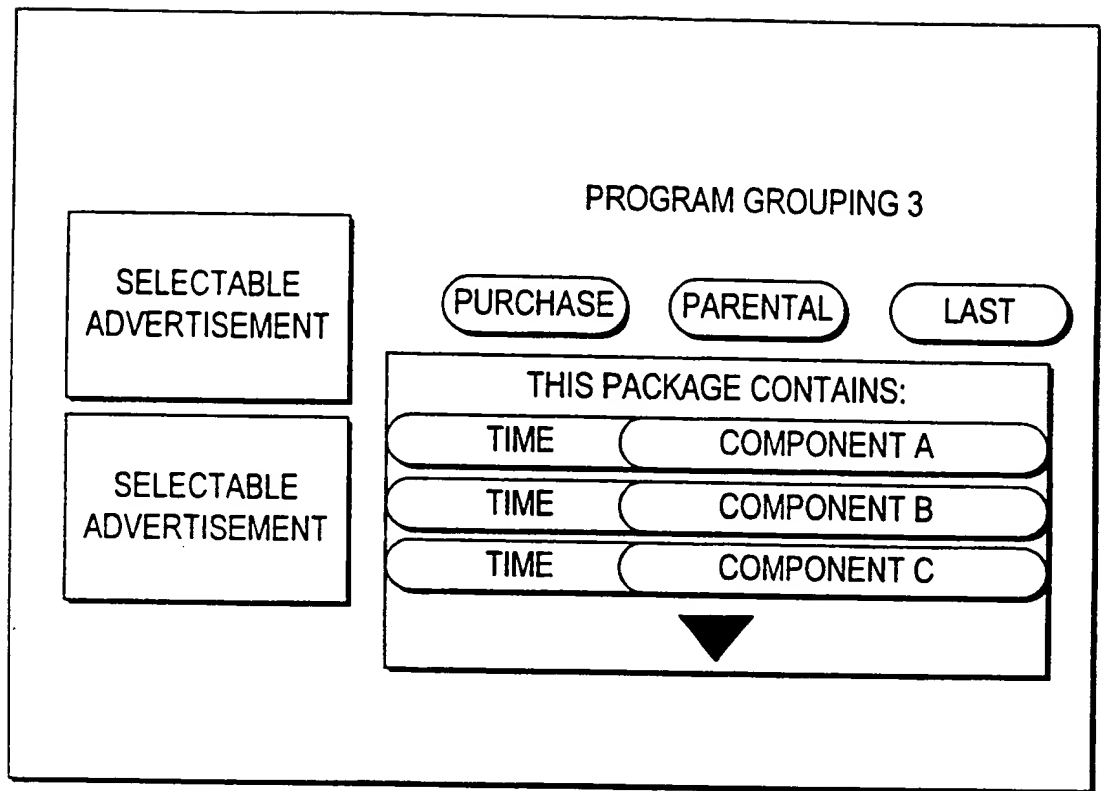 PROGRAM GROUPING 3
SELECTABLE
ADVERTISEMENT
SELECTABLE
ADVERTISEMENT
PURCHASE PARENTAL LAST
THIS PACKAGE CONTAINS:
TIME COMPONENT A
TIME COMPONENT B
TIME COMPONENT C